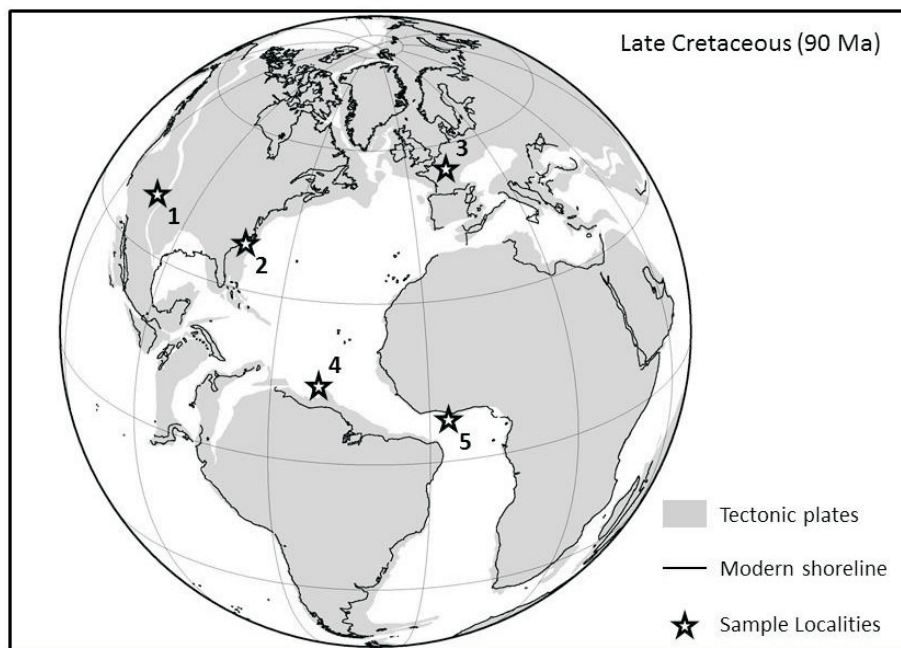 Late Cretaceous (90 Ma)
3
1
2
4
5
Tectonic plates
Modern shoreline
Sample Localities